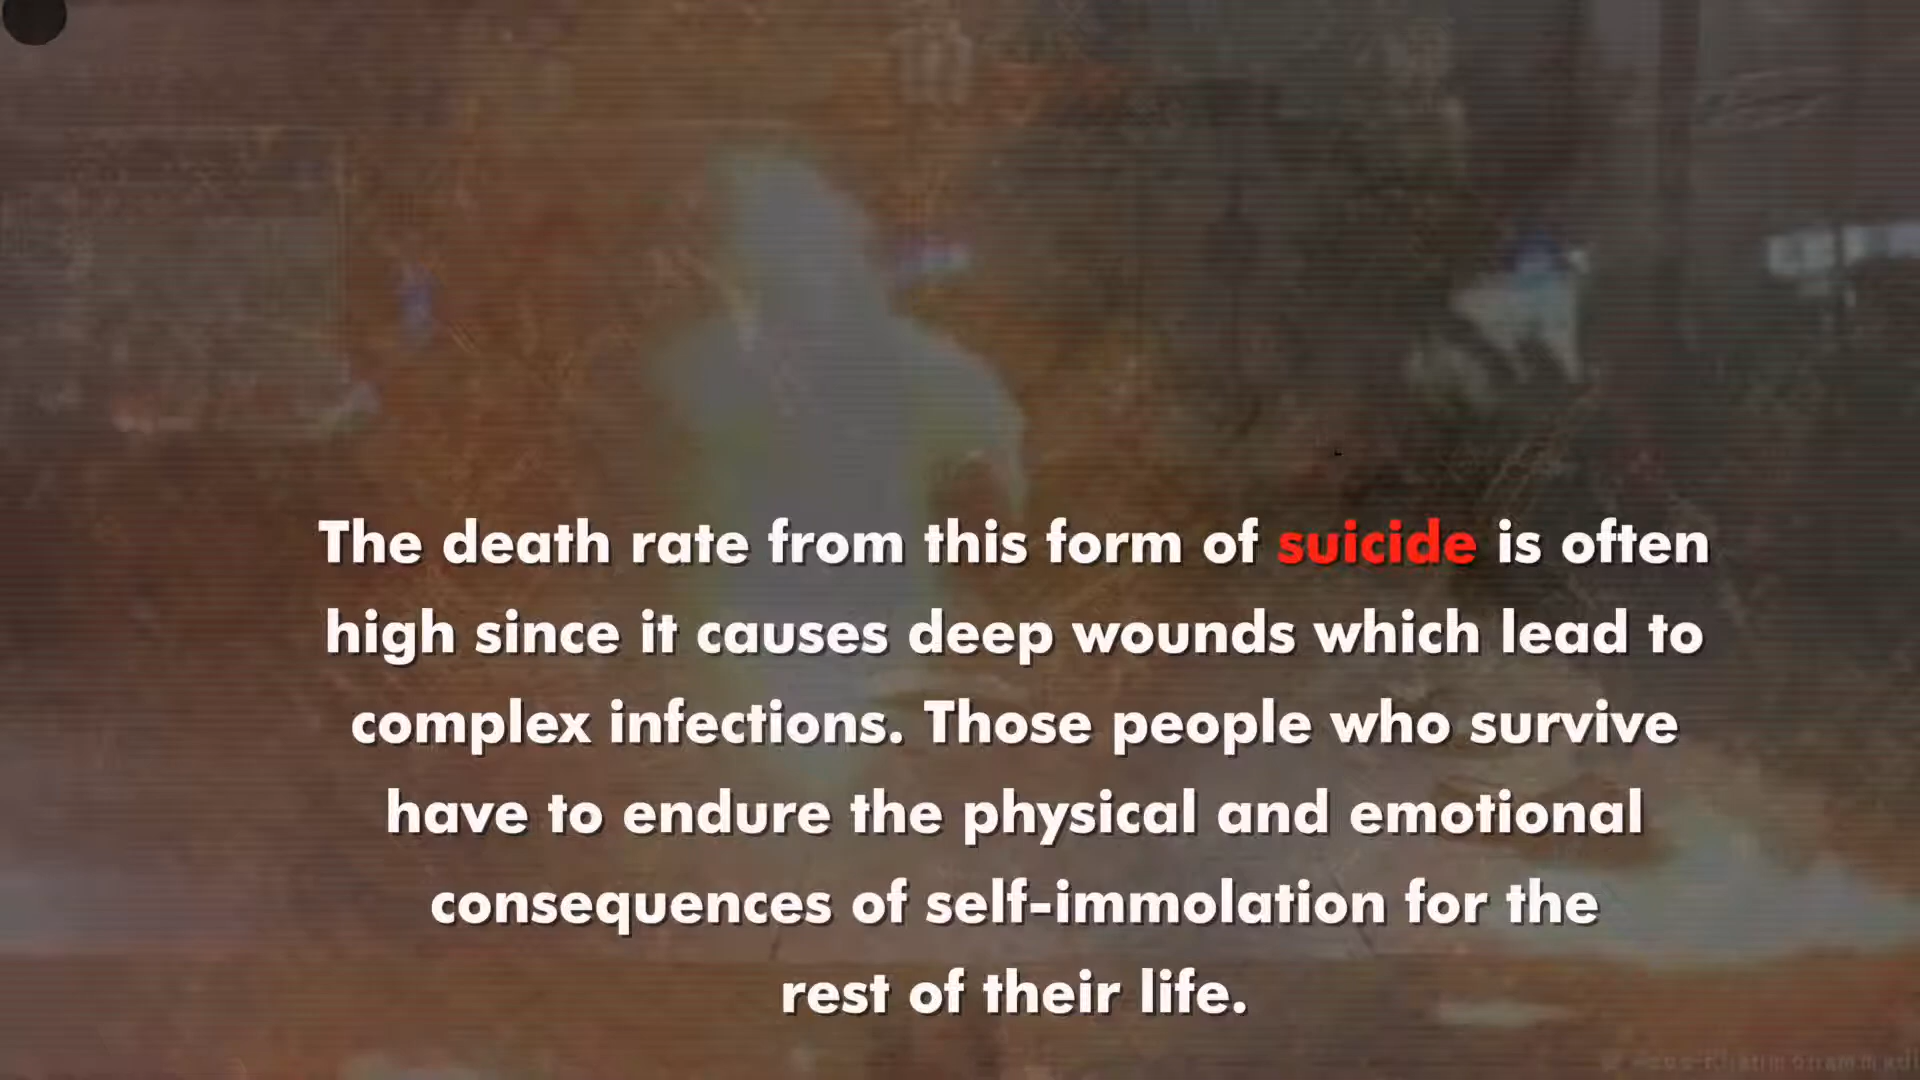 The death rate from this form of suicide is often
high since it causes deep wounds which lead to
complex infections. Those people who survive
have to endure the physical and emotional
consequences of self-immolation for the
rest of their life.